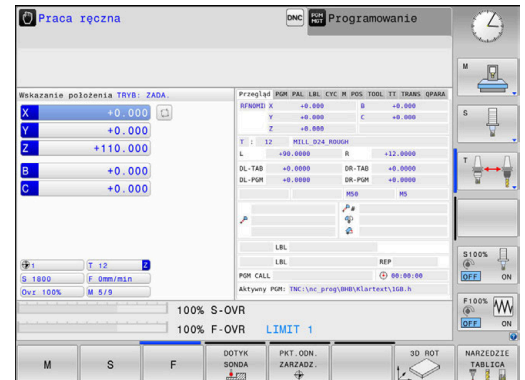 Praca ręczna
DNC
PGM MGT
Programowanie
Wskazanie położenia TRYB: ZADA.
X +0.000
Y +0.000
Z +110.000
B +0.000
C +0.000
1 T 12 Z
S 1800 F 0mm/min
Ovr 100% M 5/9
Przegląd PGM PAL LBL CYC M POS TOOL TT TRANS QPARA
RFNOMID X +0.000 B +0.000
Y +0.000 C +0.000
Z +0.000
T : 12 MILL_D24_ROUGH
L +90.0000 R +12.0000
DL-TAB +0.0000 DR-TAB +0.0000
DL-PGM +0.0000 DR-PGM +0.0000
M50 M5
LBL
LBL REP
PGM CALL 00:00:00
Aktywny PGM: TNC:\nc_prog\BHB\Klartext\1GB.h
100% S-OVR
100% F-OVR LIMIT 1
M
S
T
S100%
OFF ON
F100%
OFF ON
M
S
F
DOTYK SONDA
PKT.ODN. ZARZADZ.
3D ROT
NARZEDZIE TABLICA